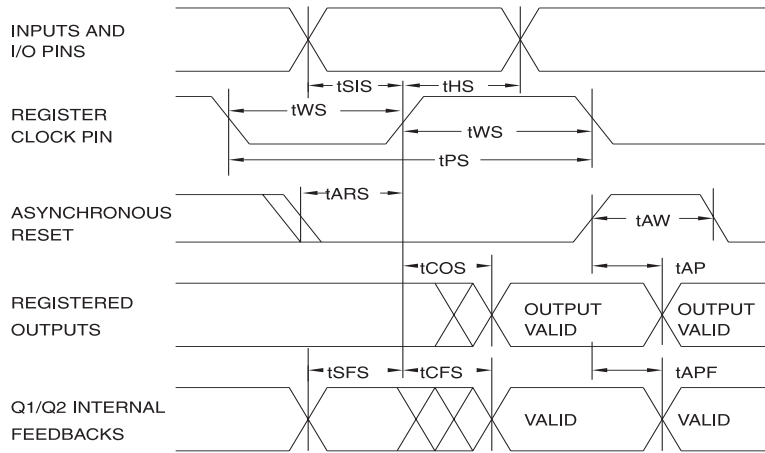 INPUTS AND
I/O PINS
tSIS
tHS
REGISTER
CLOCK PIN
tWS
tWS
tPS
ASYNCHRONOUS
RESET
tARS
tAW
tCOS
tAP
REGISTERED
OUTPUTS
OUTPUT
VALID
OUTPUT
VALID
tSFS
tCFS
tAPF
Q1/Q2 INTERNAL
FEEDBACKS
VALID
VALID